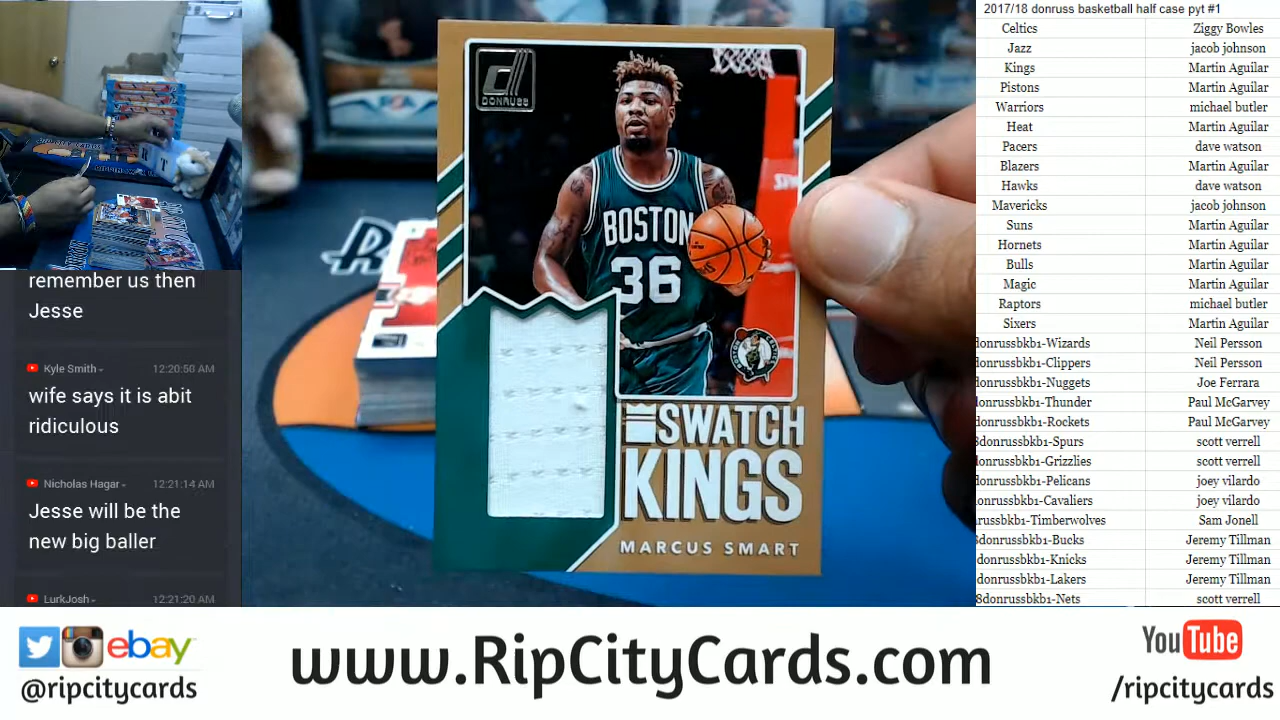 remember us then
Jesse
Kyle Smith
12:20:50 AM
wife says it is abit
ridiculous
Nicholas Hagar
12:21:14 AM
Jesse will be the
new big baller
LurkJosh
12:21:20 AM
DONRUSS
BOSTON
36
SWATCH
KINGS
MARCUS SMART
2017/18 donruss basketball half case pyt #1
Celtics Ziggy Bowles
Jazz jacob johnson
Kings Martin Aguilar
Pistons Martin Aguilar
Warriors michael butler
Heat Martin Aguilar
Pacers dave watson
Blazers Martin Aguilar
Hawks dave watson
Mavericks jacob johnson
Suns Martin Aguilar
Hornets Martin Aguilar
Bulls Martin Aguilar
Magic Martin Aguilar
Raptors michael butler
Sixers Martin Aguilar
donrussbkb1-Wizards Neil Persson
donrussbkb1-Clippers Neil Persson
donrussbkb1-Nuggets Joe Ferrara
donrussbkb1-Thunder Paul McGarvey
donrussbkb1-Rockets Paul McGarvey
8donrussbkb1-Spurs scott verrell
donrussbkb1-Grizzlies scott verrell
donrussbkb1-Pelicans joey vilardo
donrussbkb1-Cavaliers joey vilardo
russbkb1-Timberwolves Sam Jonell
8donrussbkb1-Bucks Jeremy Tillman
donrussbkb1-Knicks Jeremy Tillman
donrussbkb1-Lakers Jeremy Tillman
8donrussbkb1-Nets scott verrell
ebay
@ripcitycards
www.RipCityCards.com
YouTube
/ripcitycards